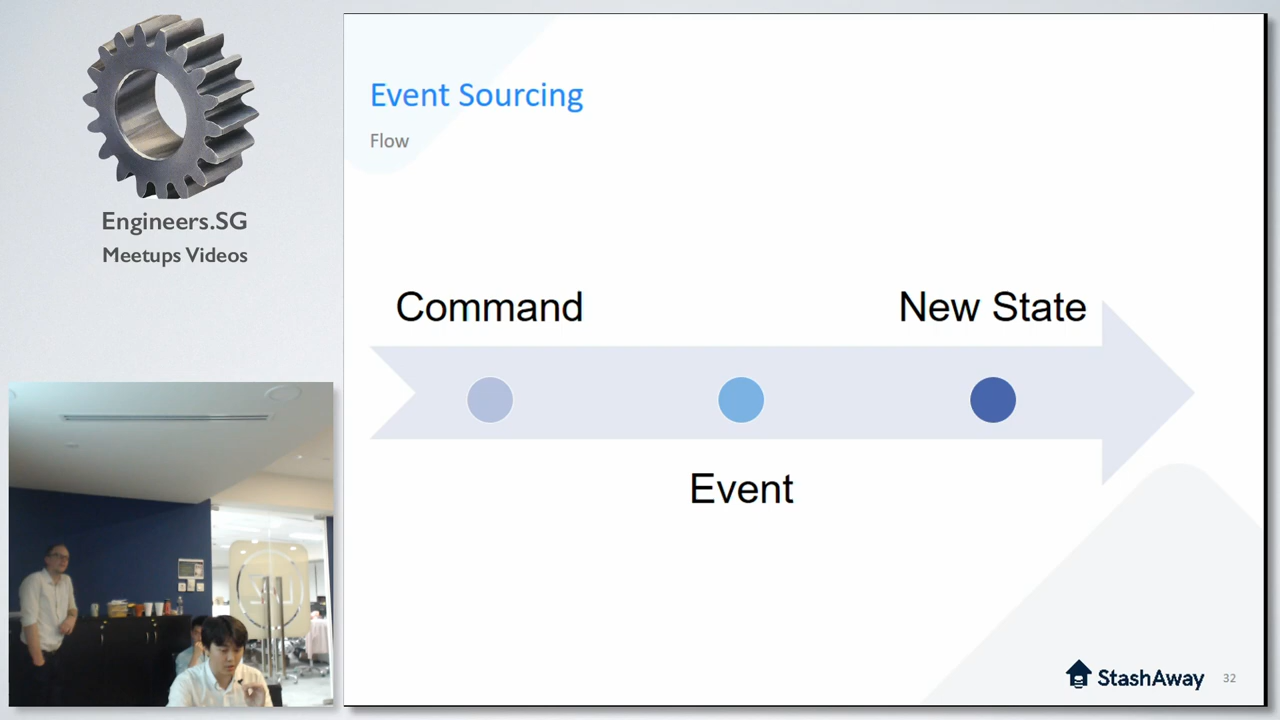 Engineers.SG
Meetups Videos
Event Sourcing
Flow
Command
New State
Event
StashAway
32